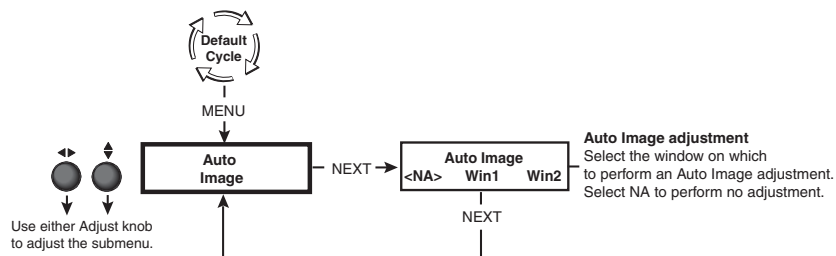 Default
Cycle
MENU
Auto
Image
NEXT
Auto Image
<NA> Win1 Win2
NEXT
Auto Image adjustment
Select the window on which
to perform an Auto Image adjustment.
Select NA to perform no adjustment.
Use either Adjust knob
to adjust the submenu.